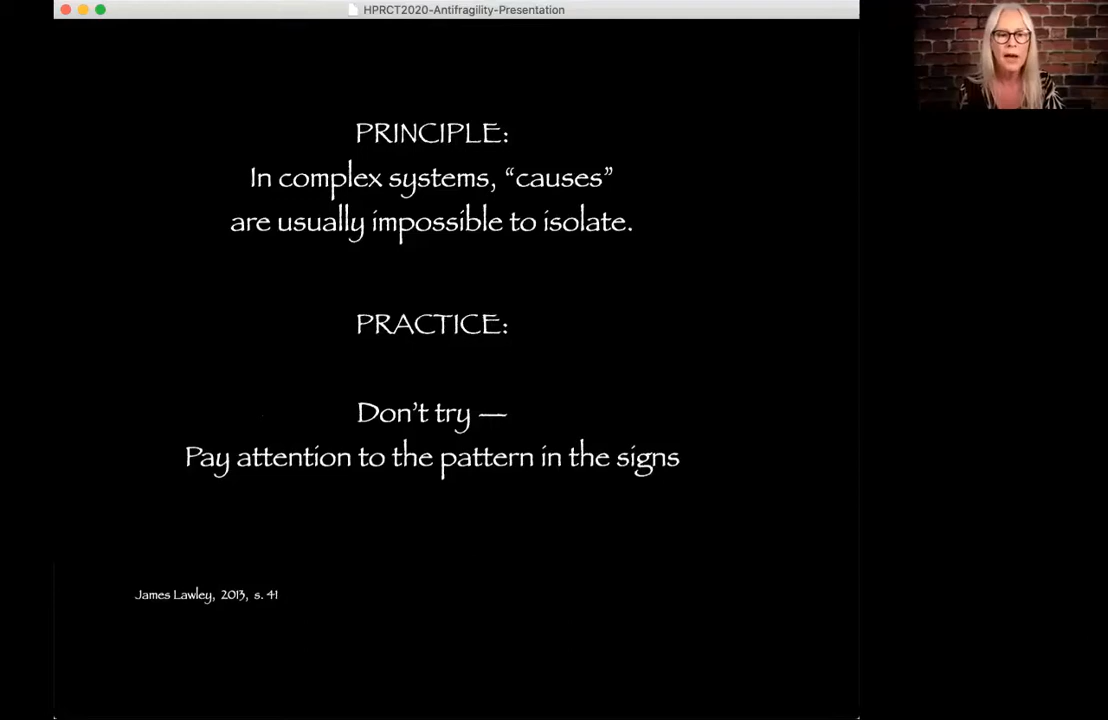 HPRCT2020-Antifragility-Presentation
PRINCIPLE:
In complex systems, “causes”
are usually impossible to isolate.
PRACTICE:
Don’t try —
Pay attention to the pattern in the signs
James Lawley, 2013, s. 41